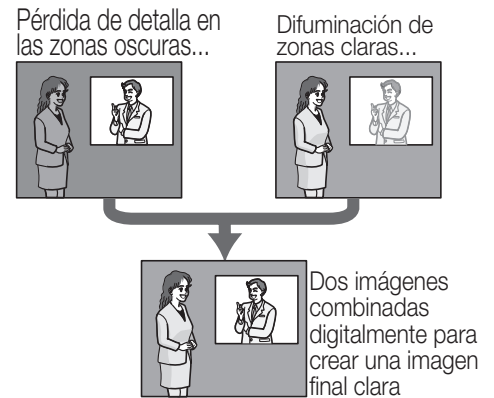 Pérdida de detalla en
las zonas oscuras...
Difuminación de
zonas claras...
Dos imágenes
combinadas
digitalmente para
crear una imagen
final clara